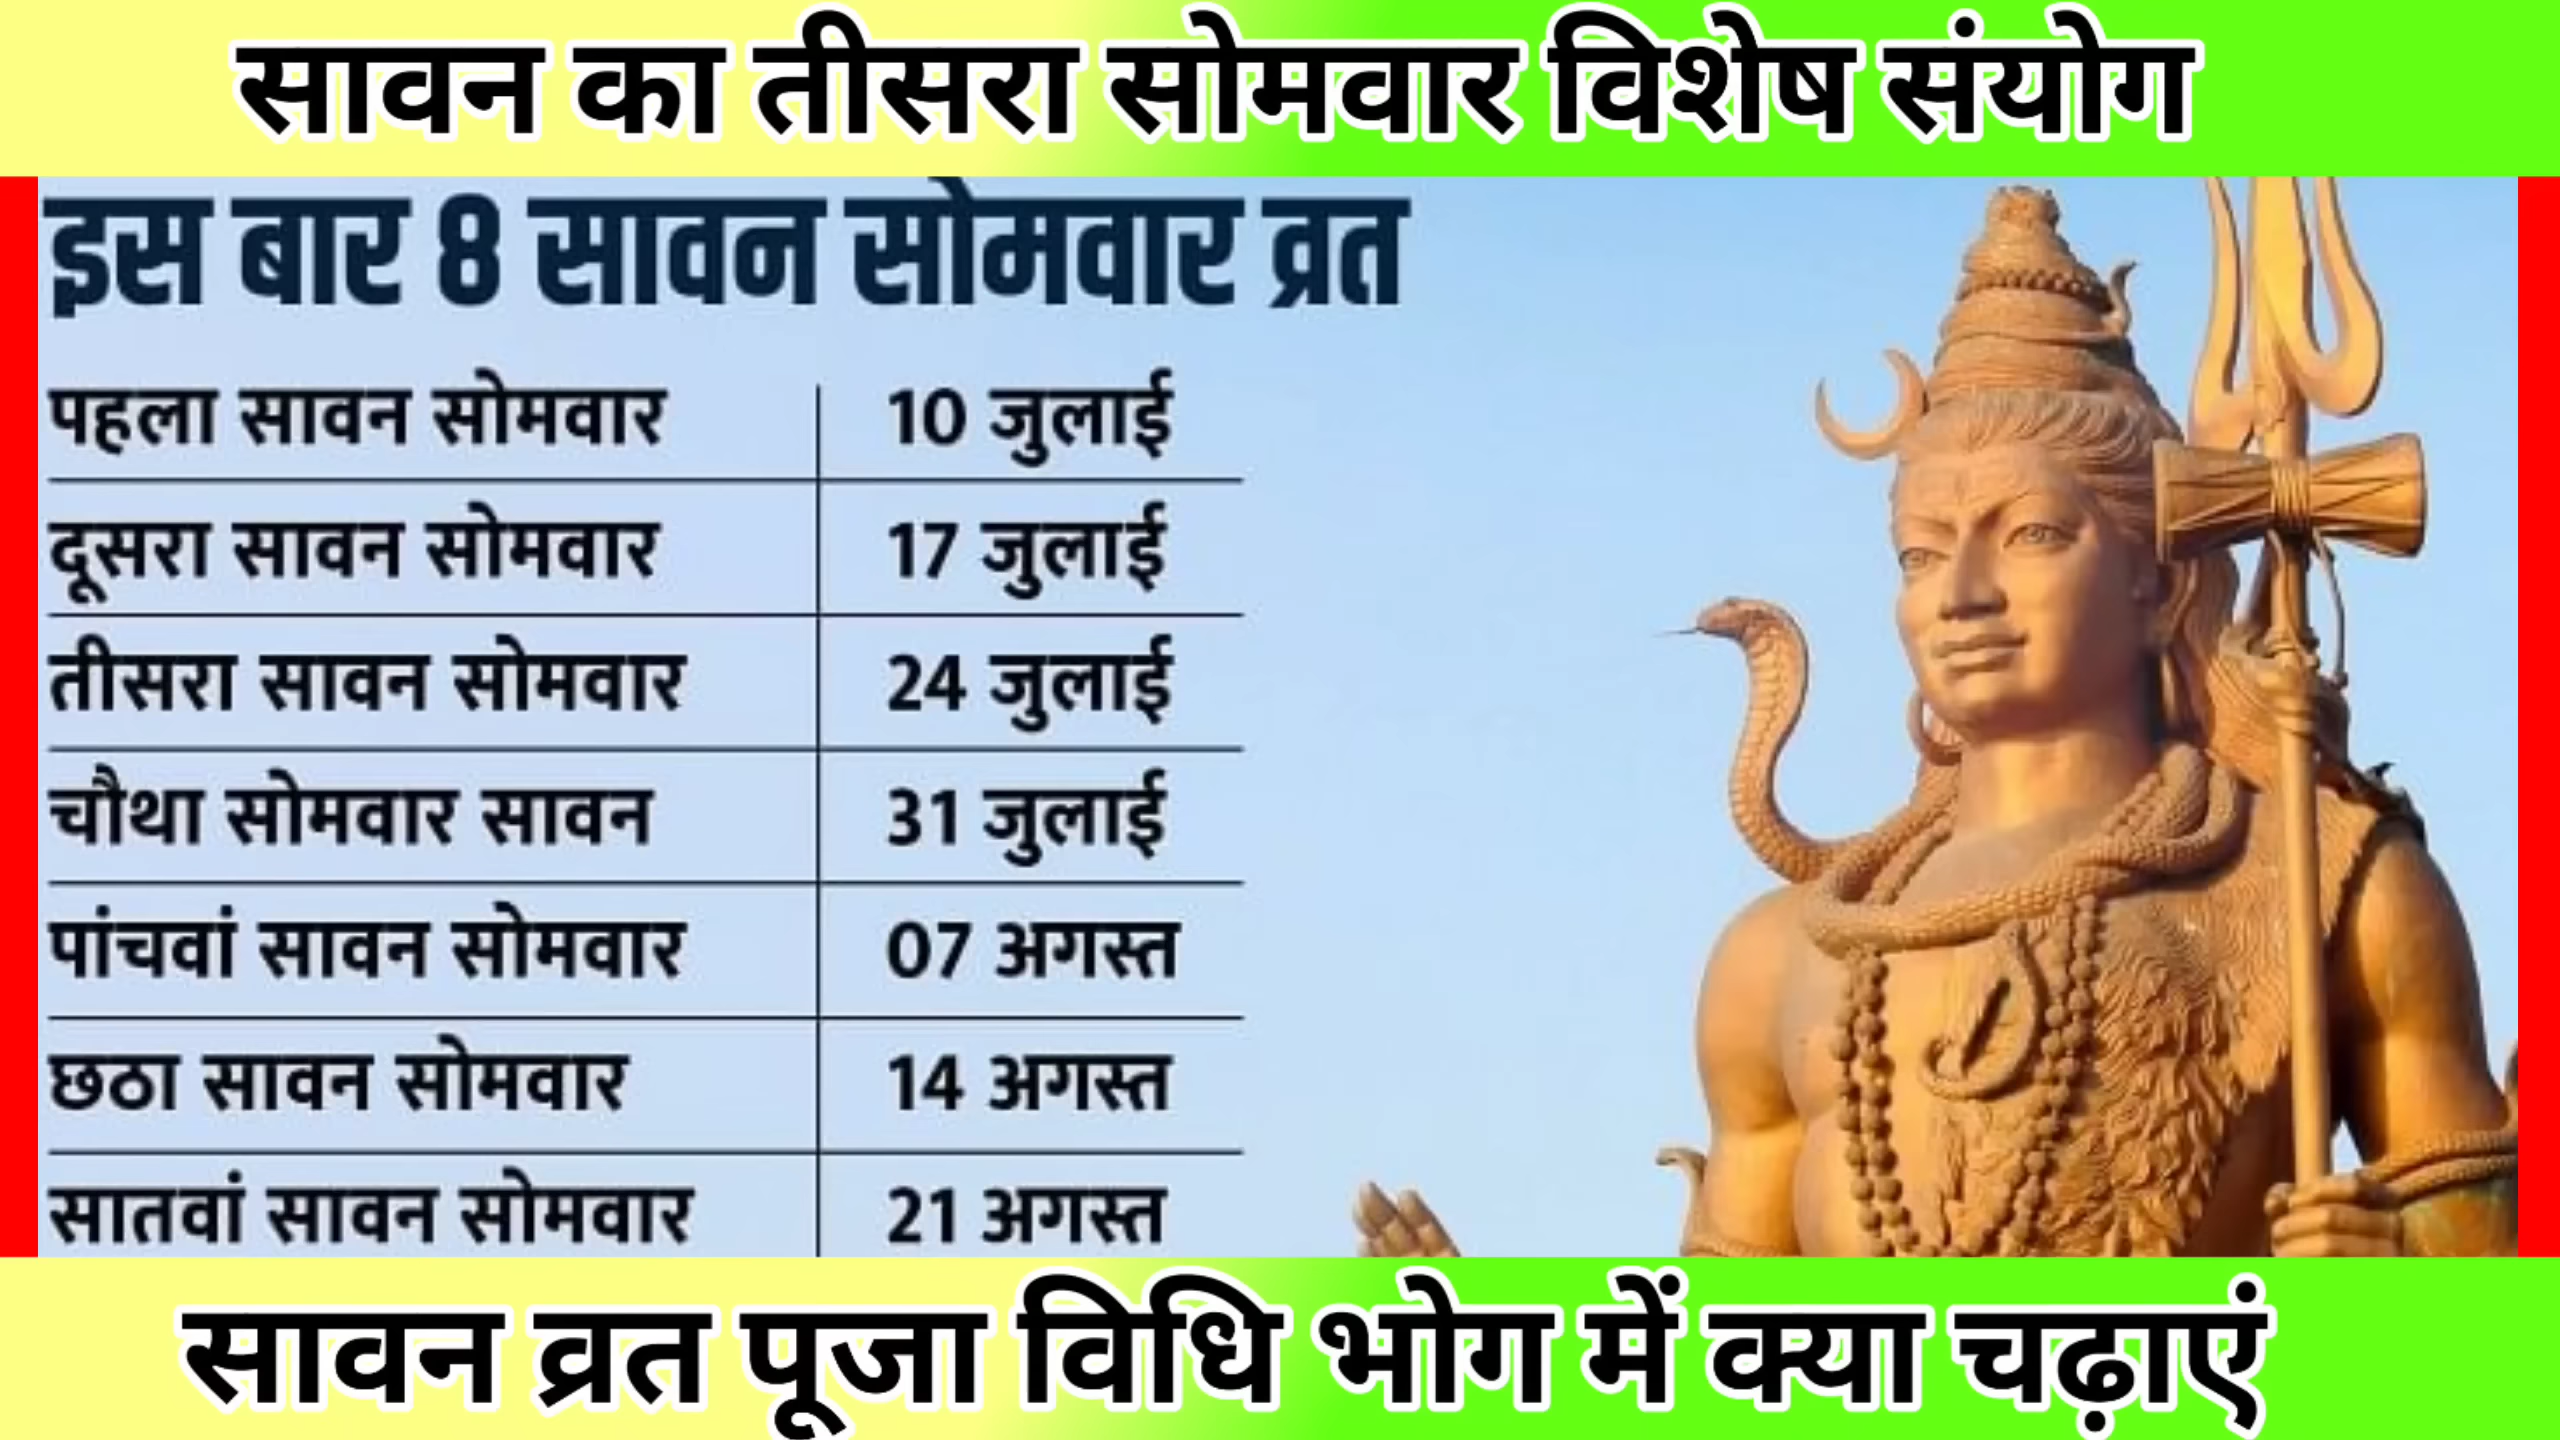 सावन का तीसरा सोमवार विशेष संयोग
इस बार 8 सावन सोमवार व्रत
पहला सावन सोमवार 10 जुलाई
दूसरा सावन सोमवार 17 जुलाई
तीसरा सावन सोमवार 24 जुलाई
चौथा सोमवार सावन 31 जुलाई
पांचवां सावन सोमवार 07 अगस्त
छठा सावन सोमवार 14 अगस्त
सातवां सावन सोमवार 21 अगस्त
सावन व्रत पूजा विधि भोग में क्या चढ़ाएं